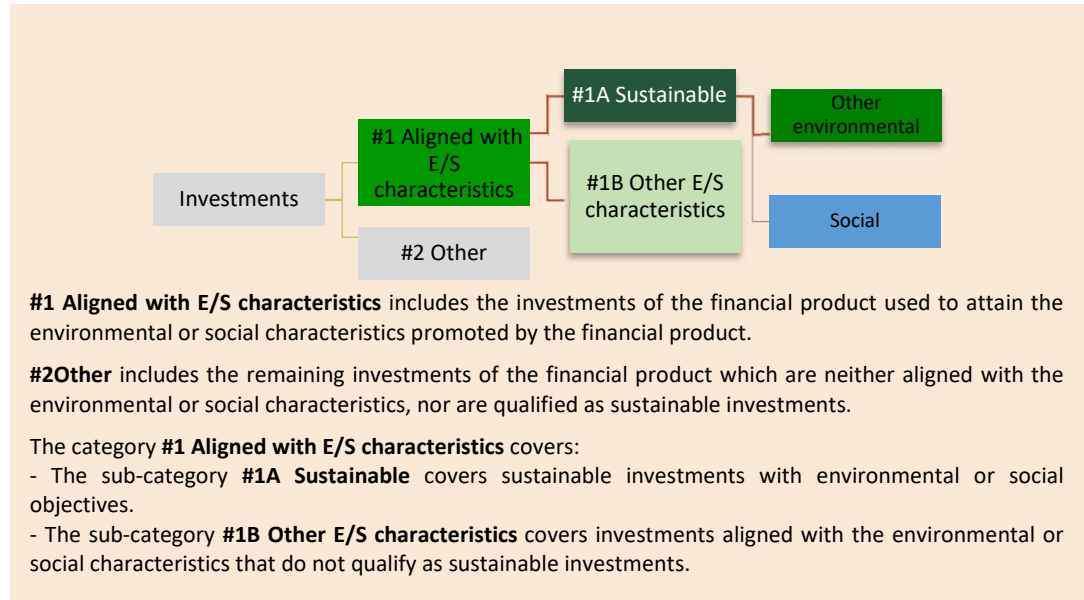 #1A Sustainable
Other
environmental
#1 Aligned with
E/S
characteristics
#1B Other E/S
characteristics
Investments
Social
#2 Other
#1 Aligned with E/S characteristics includes the investments of the financial product used to attain the
environmental or social characteristics promoted by the financial product.
#2Other includes the remaining investments of the financial product which are neither aligned with the
environmental or social characteristics, nor are qualified as sustainable investments.
The category #1 Aligned with E/S characteristics covers:
- The sub-category #1A Sustainable covers sustainable investments with environmental or social
objectives.
- The sub-category #1B Other E/S characteristics covers investments aligned with the environmental or
social characteristics that do not qualify as sustainable investments.